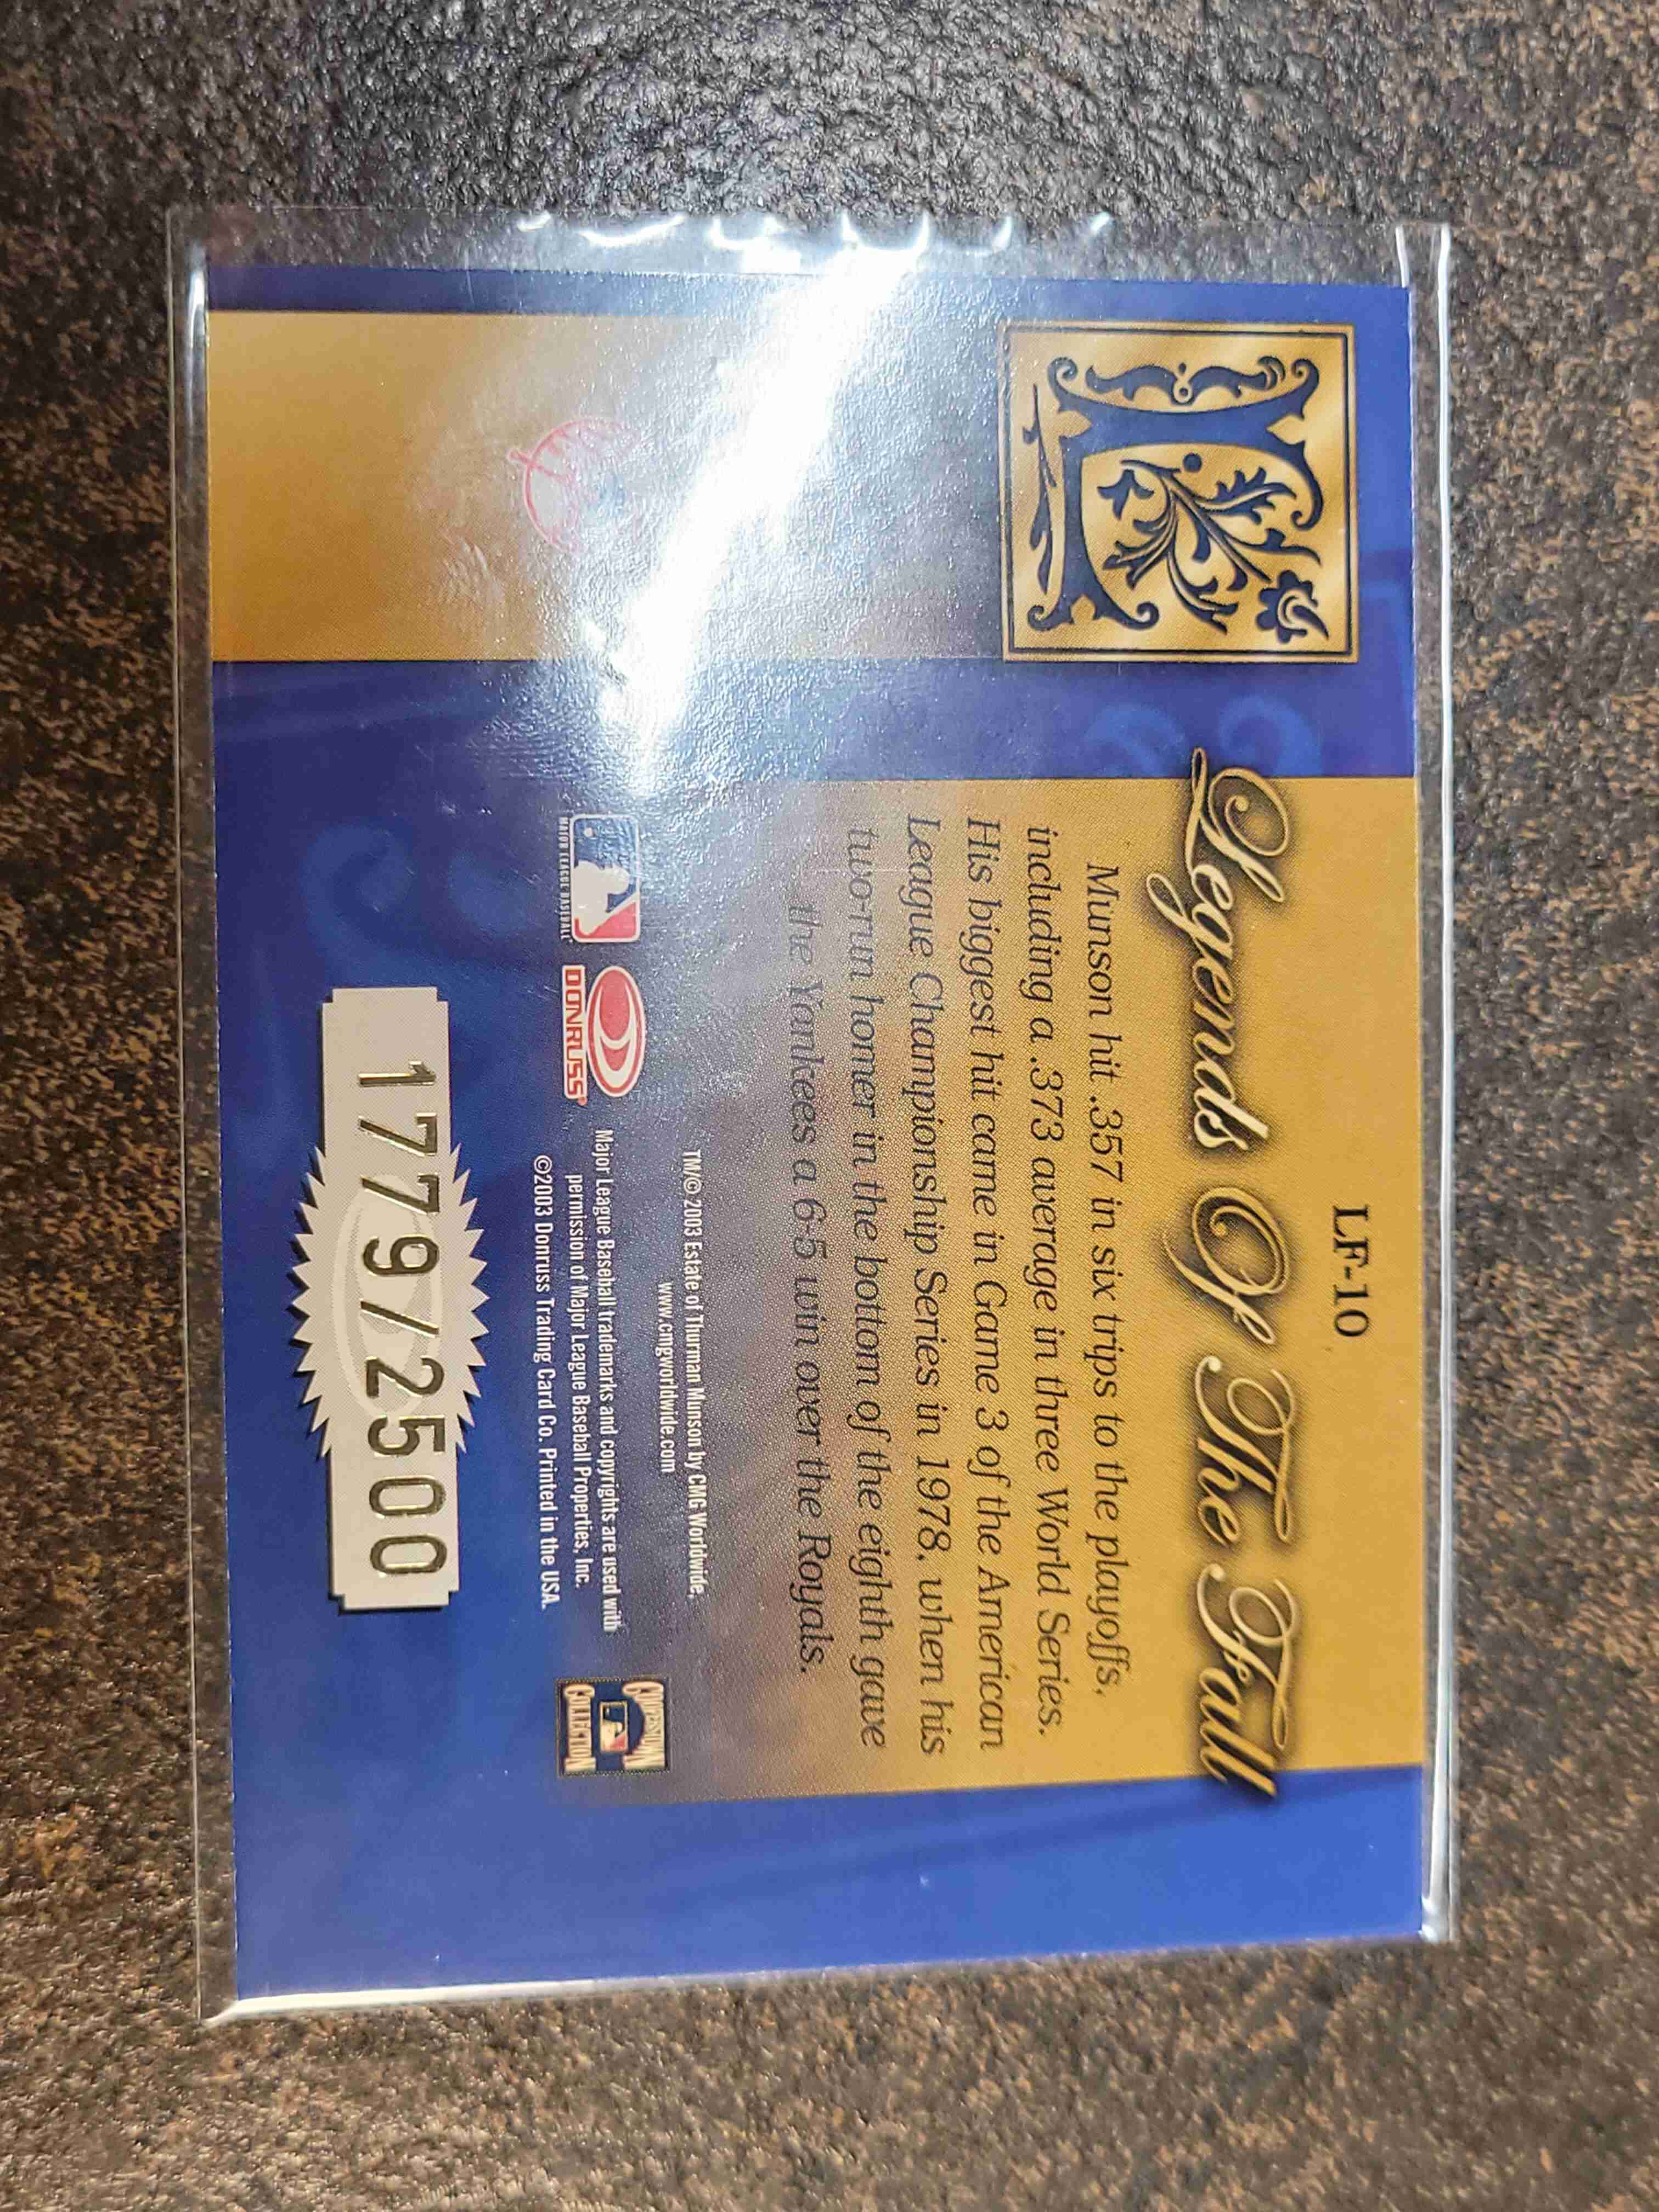 LF-10
Legends Of The Fall
Munson hit .357 in six trips to the playoffs,
including a .373 average in three World Series.
His biggest hit came in Game 3 of the American
League Championship Series in 1978, when his
two-run homer in the bottom of the eighth gave
the Yankees a 6-5 win over the Royals.
TM/© 2003 Estate of Thurman Munson by CMG Worldwide,
www.cmgworldwide.com
Major League Baseball trademarks and copyrights are used with
permission of Major League Baseball Properties, Inc.
©2003 Donruss Trading Card Co. Printed in the USA.
MAJOR LEAGUE BASEBALL
DONRUSS
COOPERSTOWN
COLLECTION
1779/2500